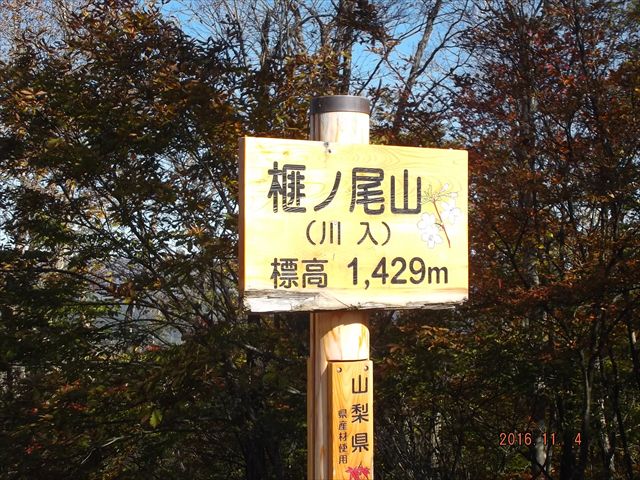 榧ノ尾山
(川入)
標高 1,429m
山梨県
県産材使用
2016.11. 4